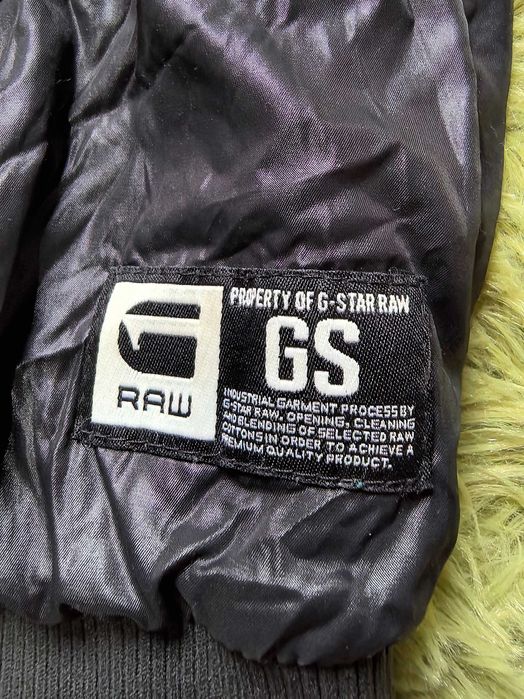 RAW
PROPERTY OF G-STAR RAW
GS
INDUSTRIAL GARMENT PROCESS BY
G-STAR RAW. OPENING, CLEANING
AND BLENDING OF SELECTED RAW
COTTONS IN ORDER TO ACHIEVE A
PREMIUM QUALITY PRODUCT.